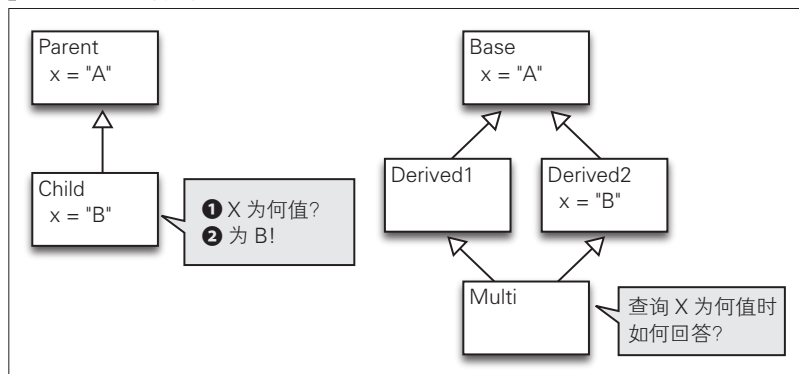 Parent
x = "A"
Child
x = "B"
❶ X 为何值?
❷ 为 B!
Base
x = "A"
Derived1
Derived2
x = "B"
Multi
查询 X 为何值时
如何回答?